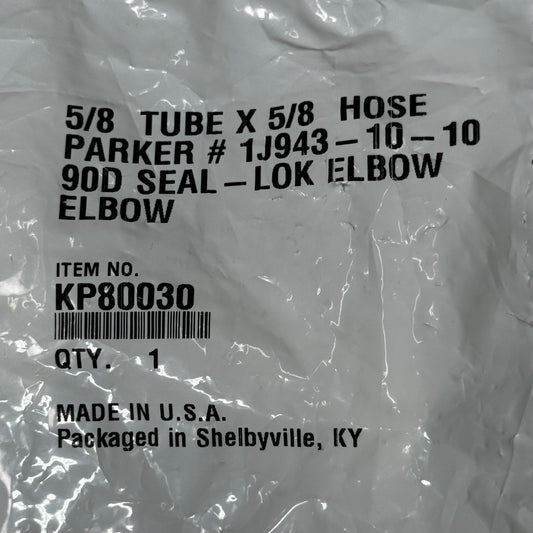 5/8 TUBE X 5/8 HOSE
PARKER # 1J943-10-10
90D SEAL-LOK ELBOW
ELBOW
ITEM NO.
KP80030
QTY. 1
MADE IN U.S.A.
Packaged in Shelbyville, KY